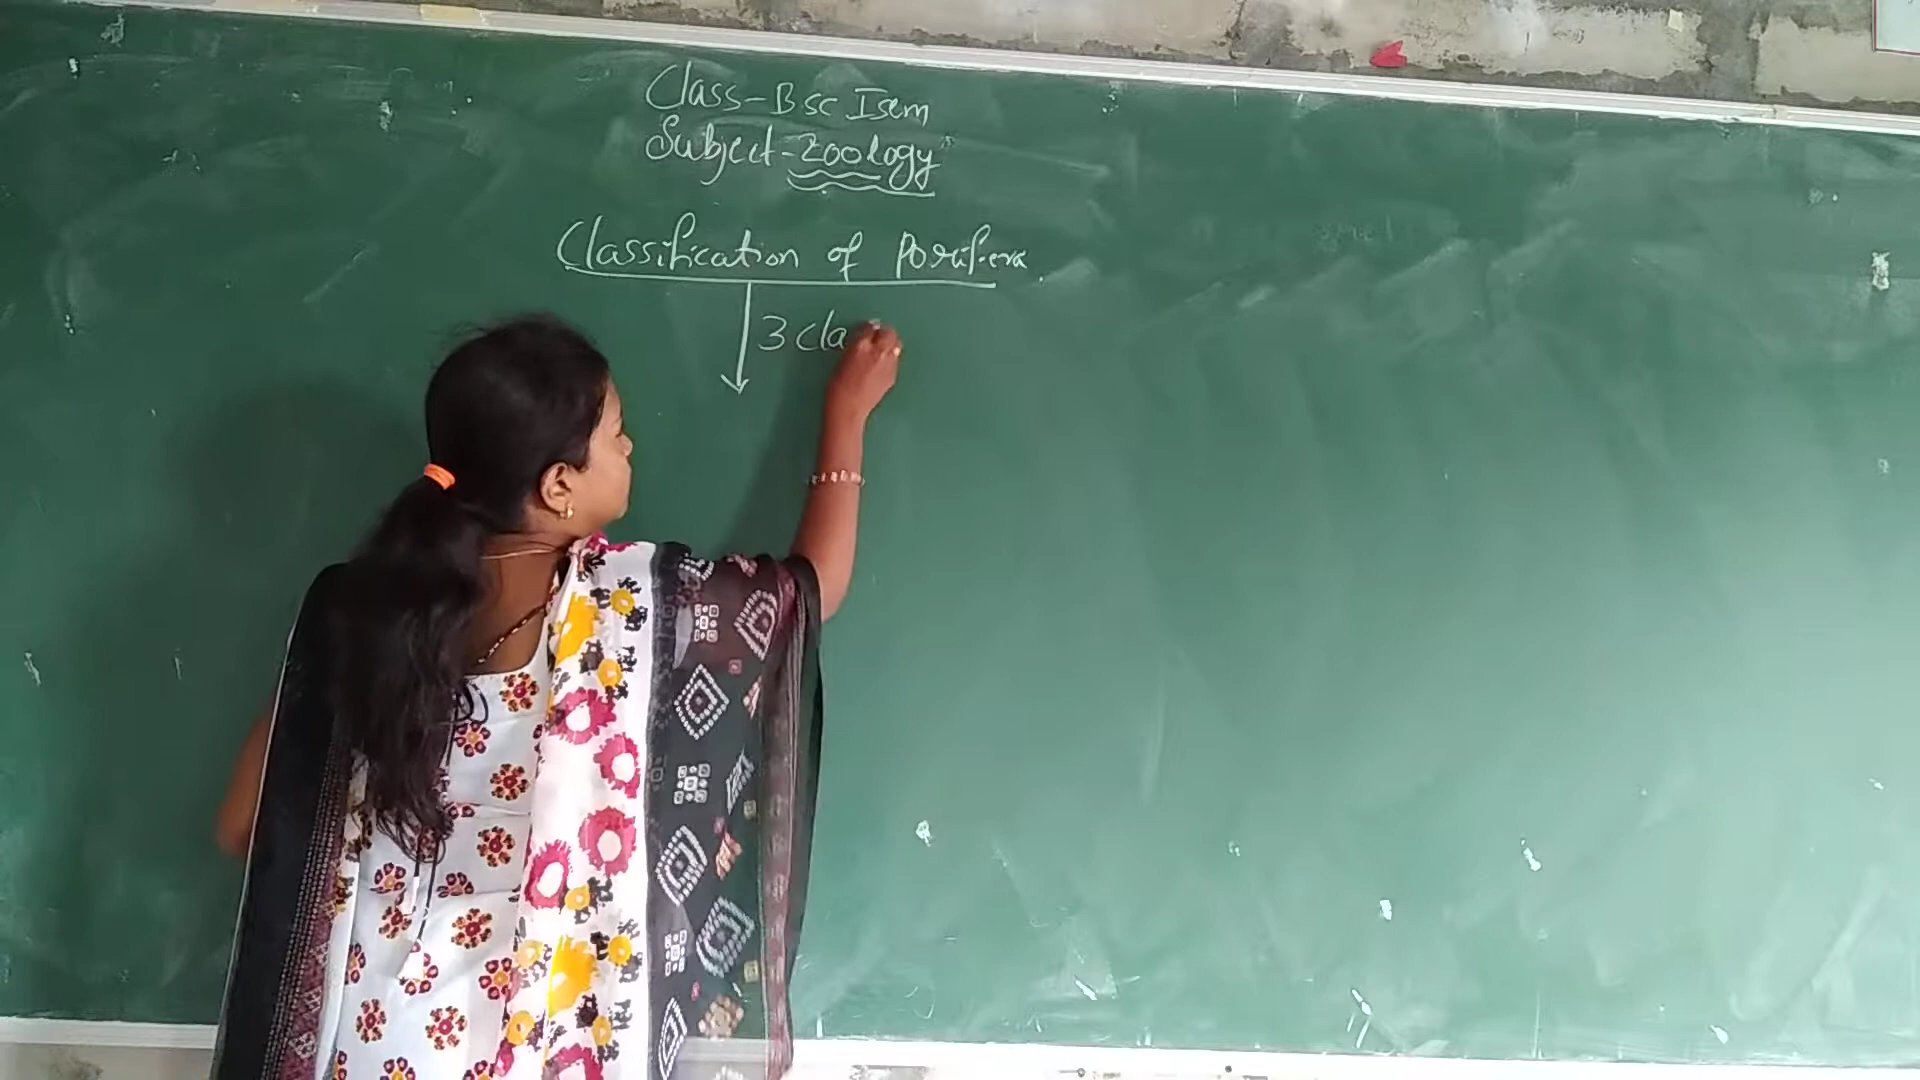 Class-Bsc Isem
Subject-Zoology
Classification of Porifera.
3 cla